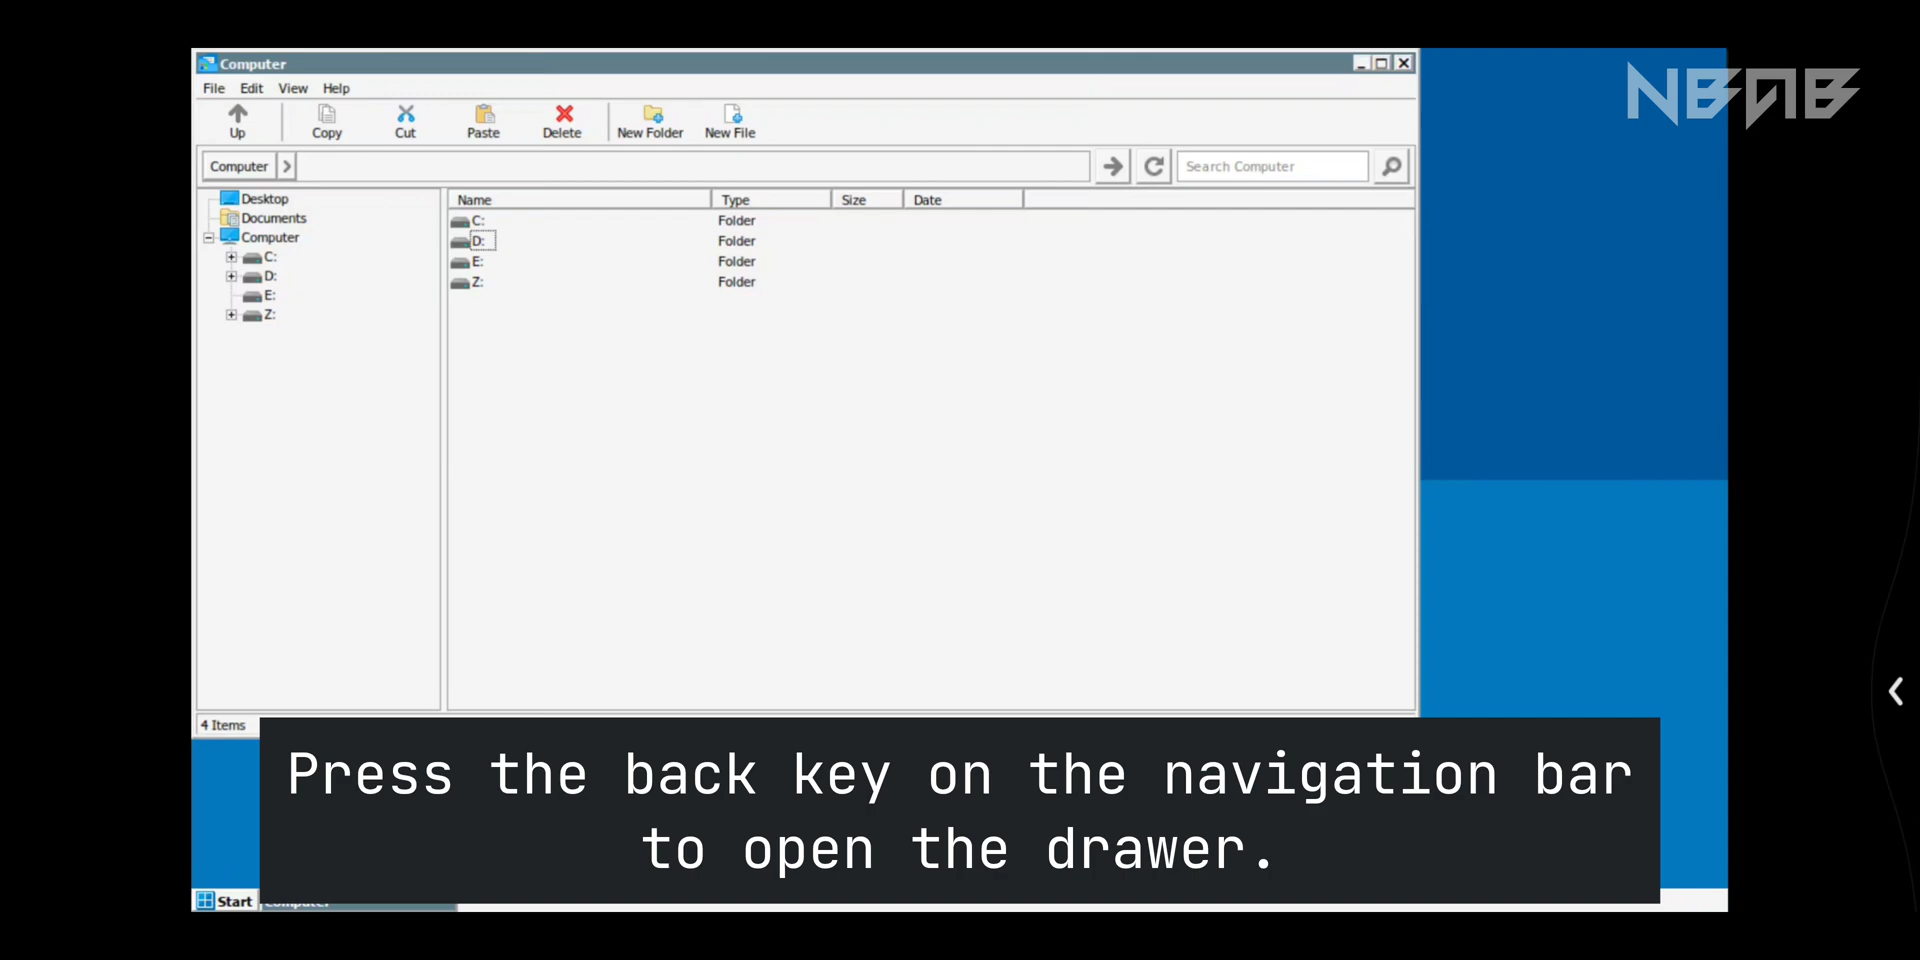 Computer
File Edit View Help
Up Copy Cut Paste Delete New Folder New File
Computer Search Computer
Desktop
Documents
Computer
C:
D:
E:
Z:
Name Type Size Date
C: Folder
D: Folder
E: Folder
Z: Folder
4 Items
Press the back key on the navigation bar
to open the drawer.
Start Computer